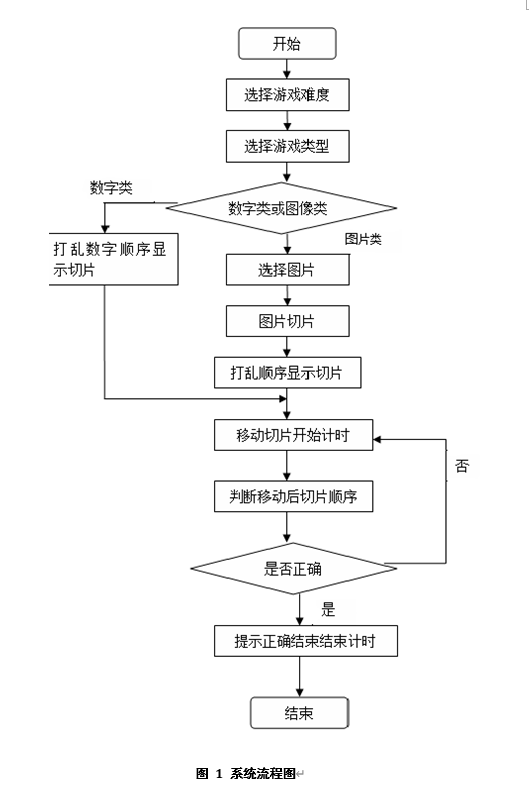 开始
选择游戏难度
选择游戏类型
数字类
数字类或图像类
图片类
打乱数字顺序显
示切片
选择图片
图片切片
打乱顺序显示切片
移动切片开始计时
否
判断移动后切片顺序
是否正确
是
提示正确结束结束计时
结束
图 1 系统流程图